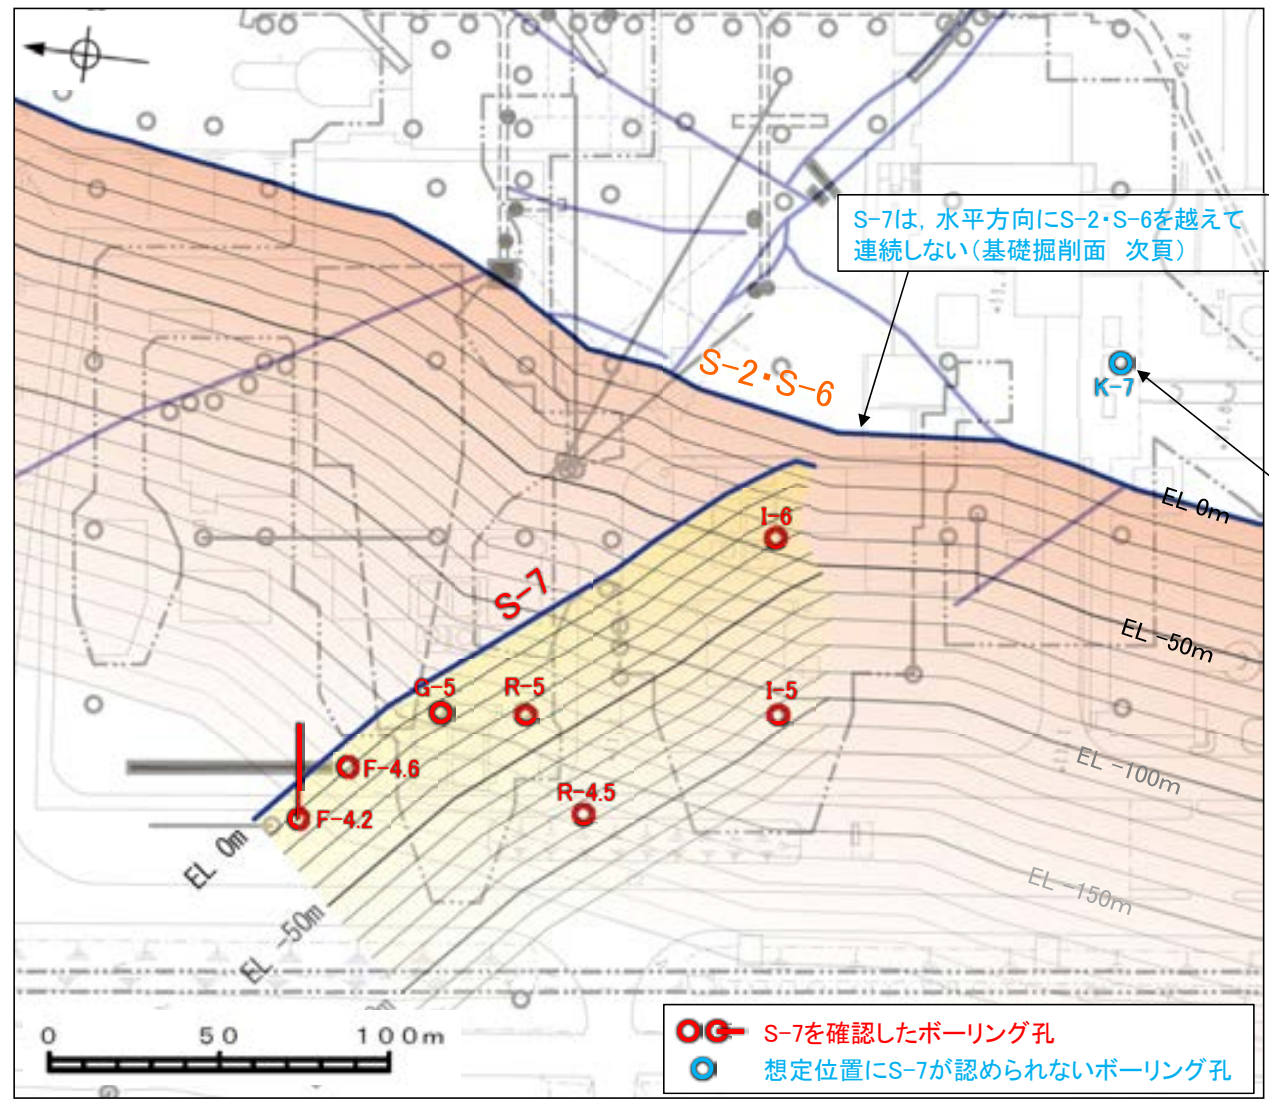 S-7は，水平方向にS-2・S-6を越えて
連続しない（基礎掘削面　次頁）
S-2・S-6
K-7
EL 0m
I-6
S-7
EL -50m
G-5
R-5
I-5
F-4.6
EL -100m
R-4.5
F-4.2
EL 0m
EL -150m
EL -50m
0 50 100m
S-7を確認したボーリング孔
想定位置にS-7が認められないボーリング孔